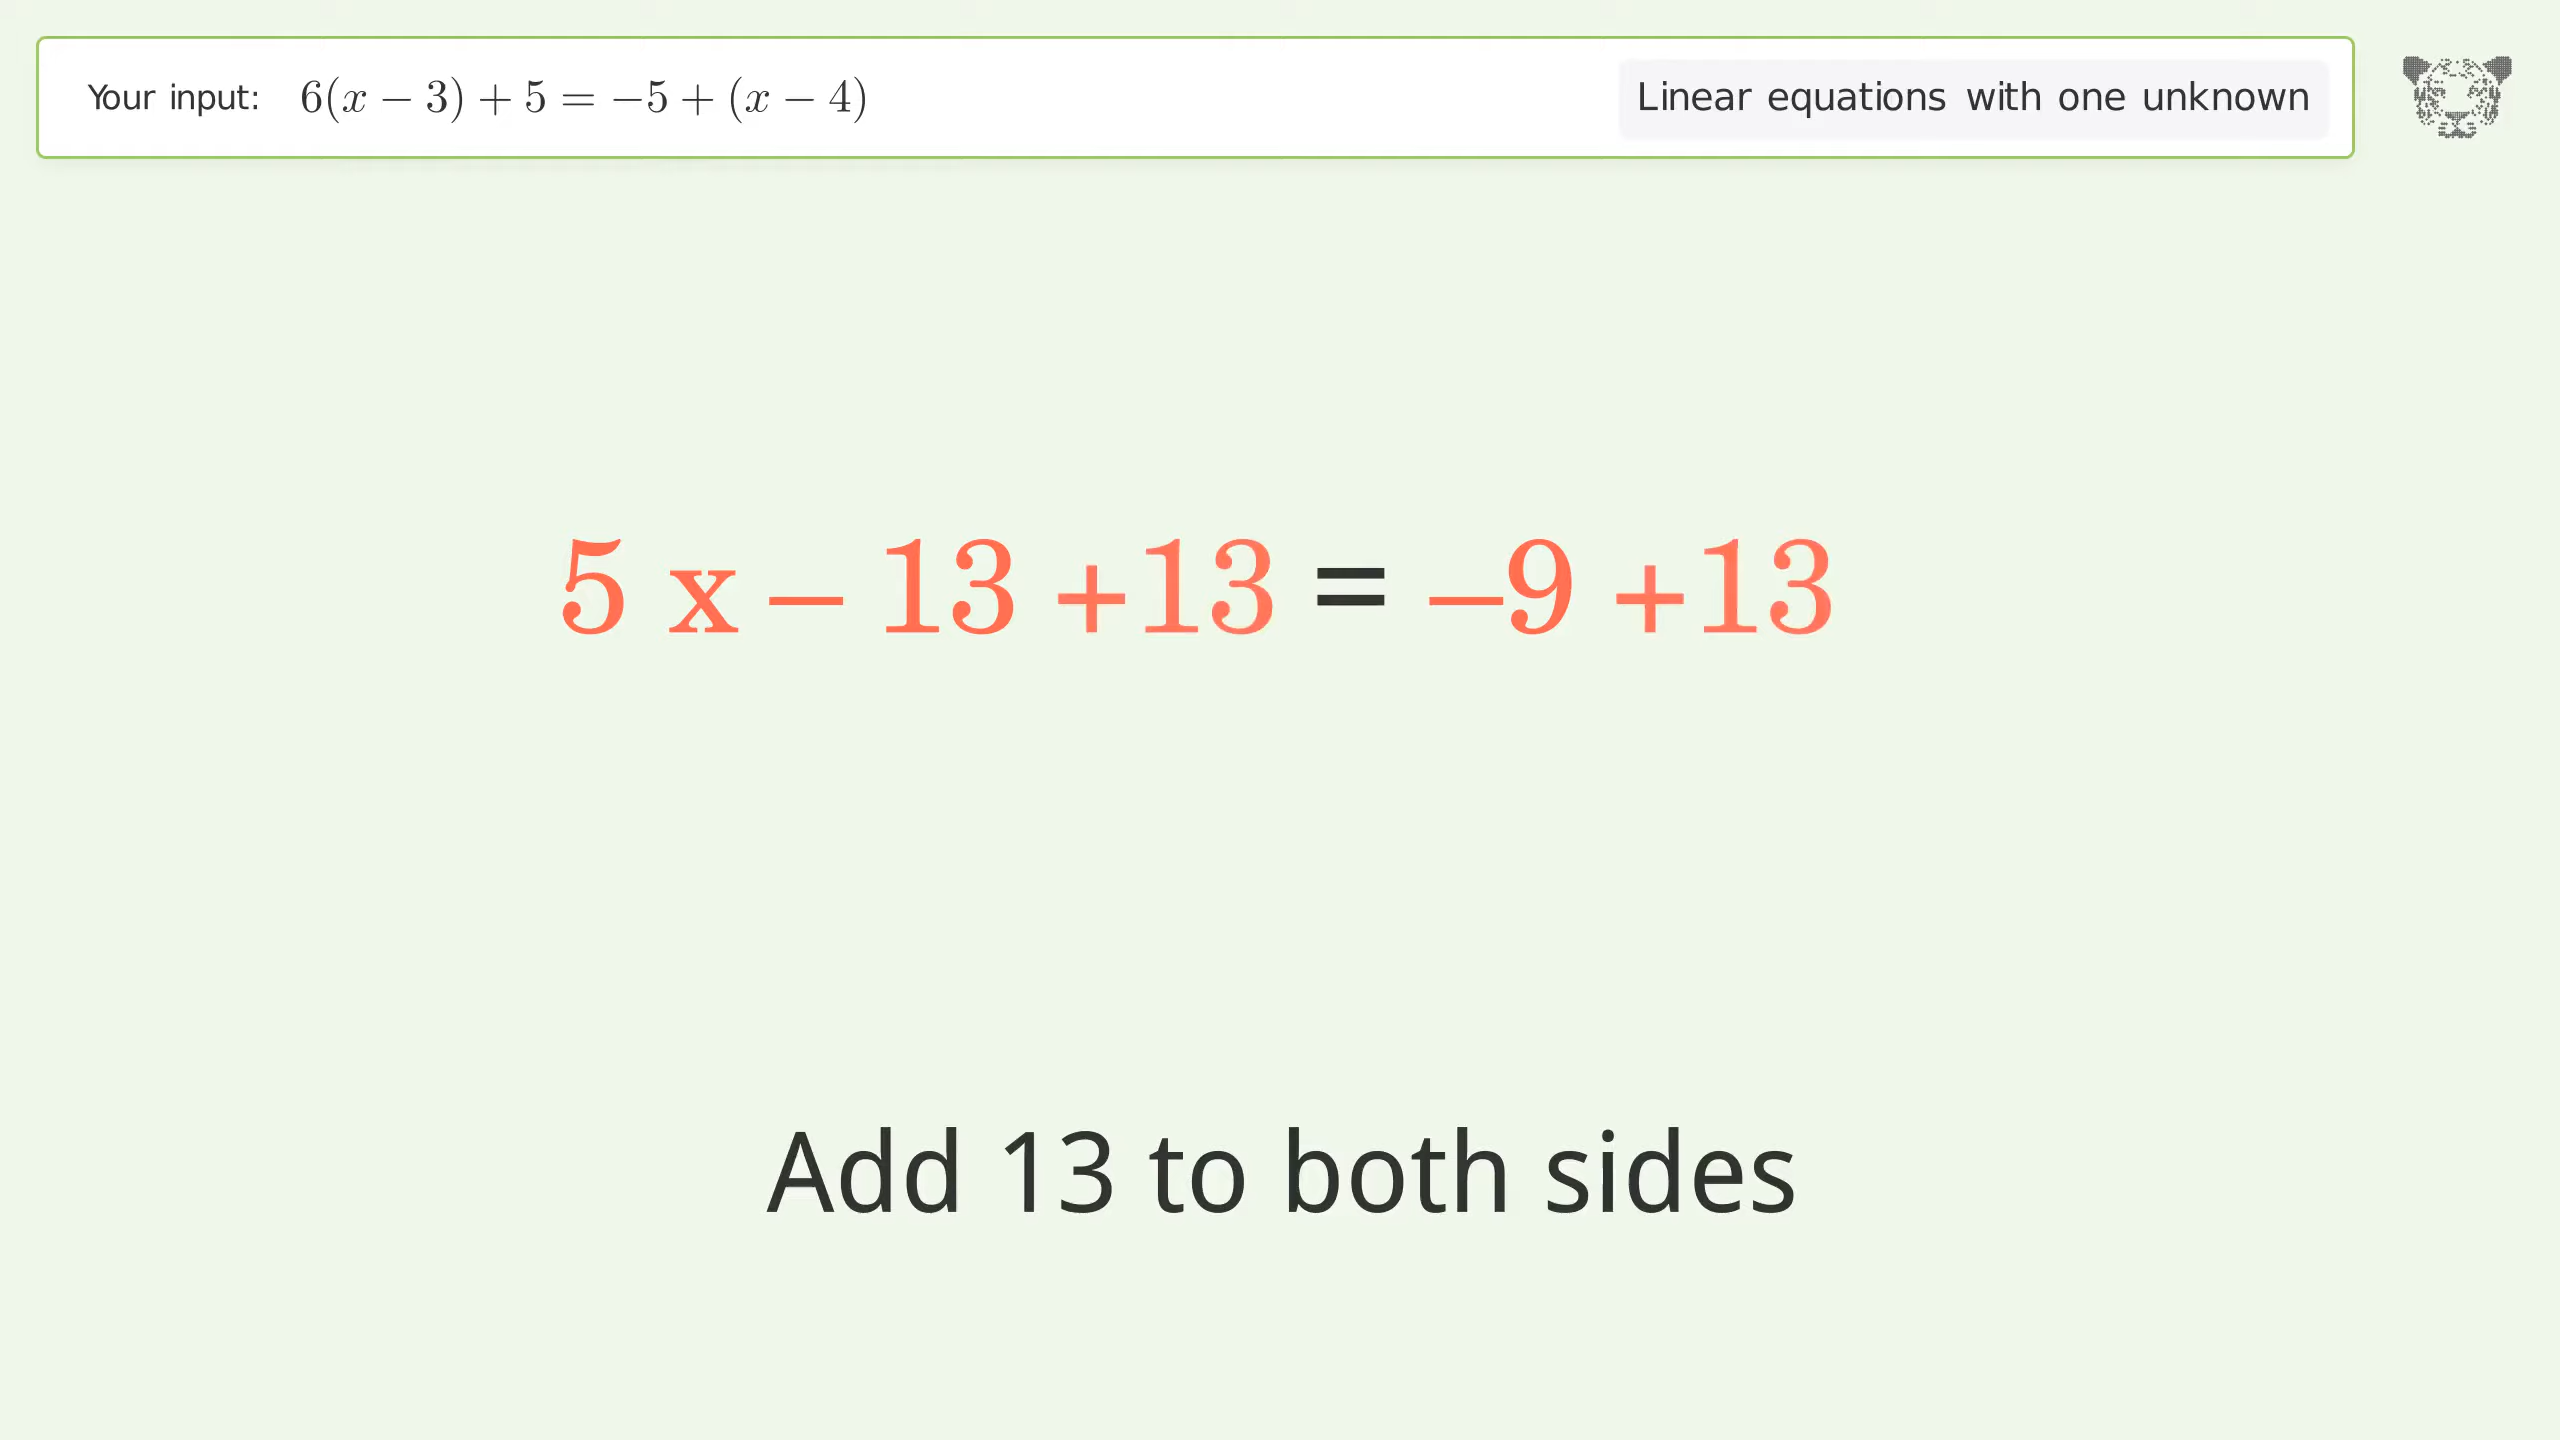 Your input: 6(x − 3) + 5 = −5 + (x − 4) Linear equations with one unknown
5 x − 13 +13 = −9 +13
Add 13 to both sides